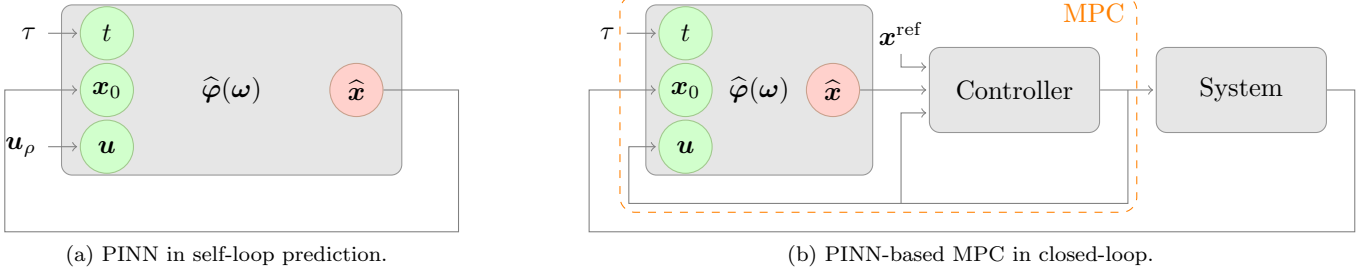 τ
t
x₀
u_ρ
u
φ̂(ω)
x̂
(a) PINN in self-loop prediction.
MPC
τ
t
x₀
u
φ̂(ω)
x̂
x^ref
Controller
System
(b) PINN-based MPC in closed-loop.